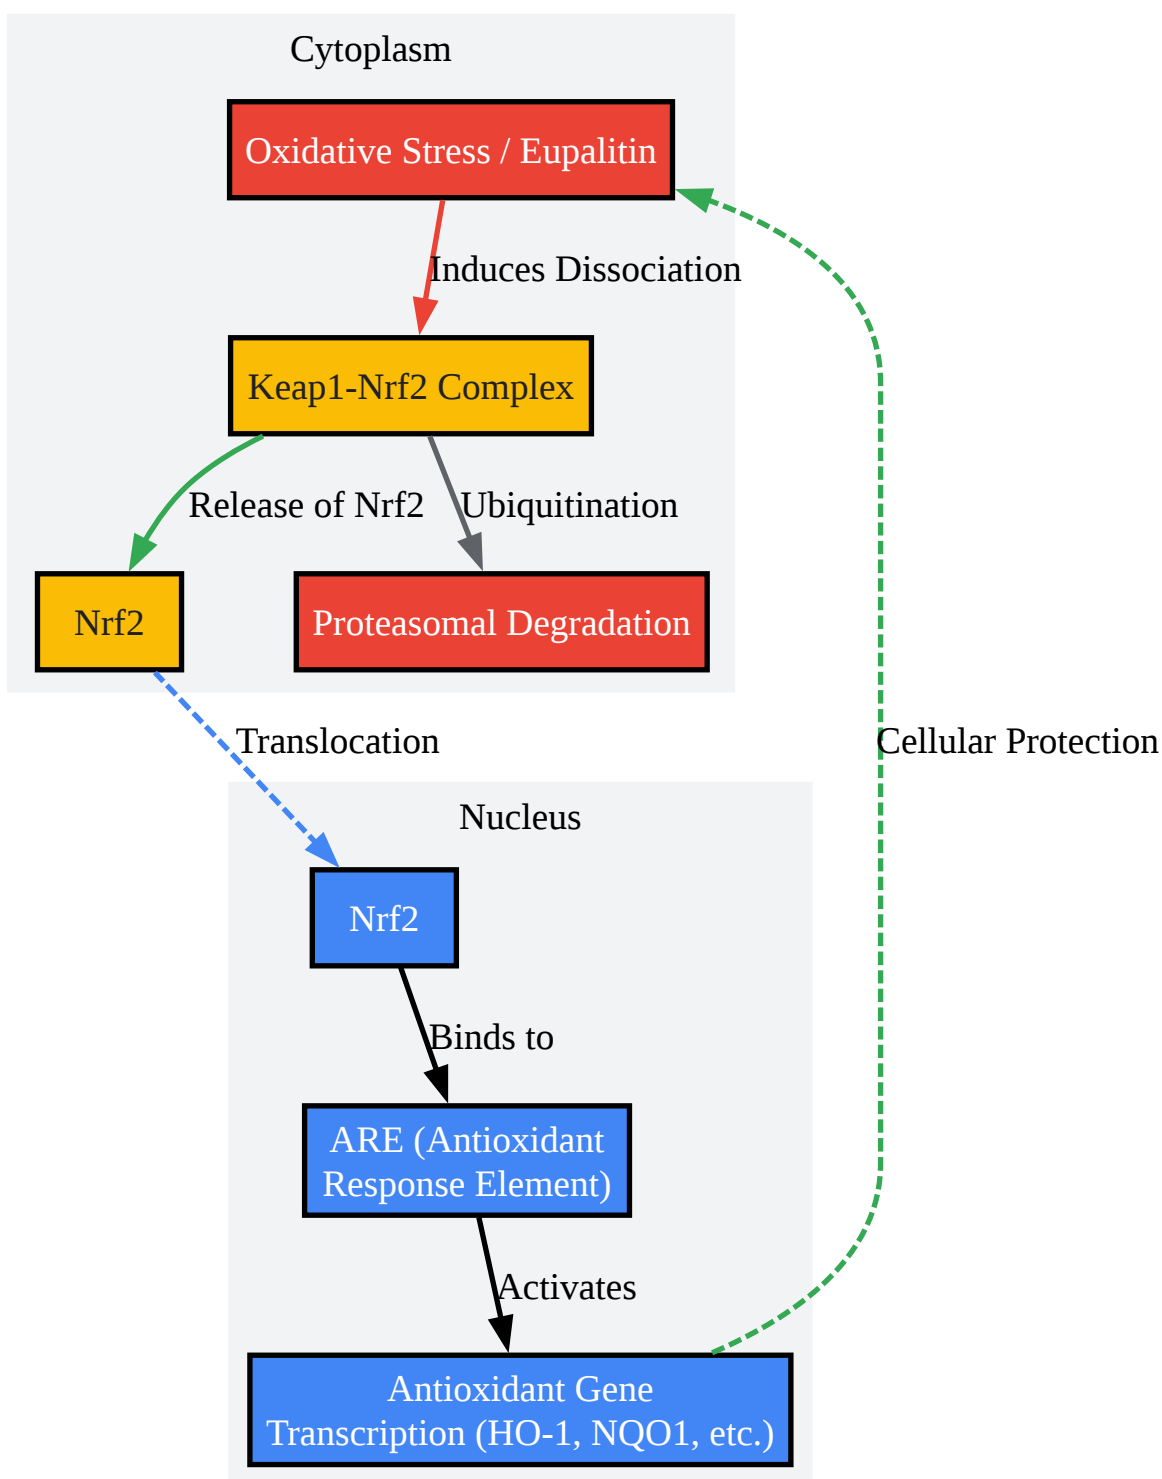 Cytoplasm
Oxidative Stress / Eupalitin
Induces Dissociation
Keap1-Nrf2 Complex
Release of Nrf2
Ubiquitination
Nrf2
Proteasomal Degradation
Translocation
Cellular Protection
Nucleus
Nrf2
Binds to
ARE (Antioxidant
Response Element)
Activates
Antioxidant Gene
Transcription (HO-1, NQO1, etc.)